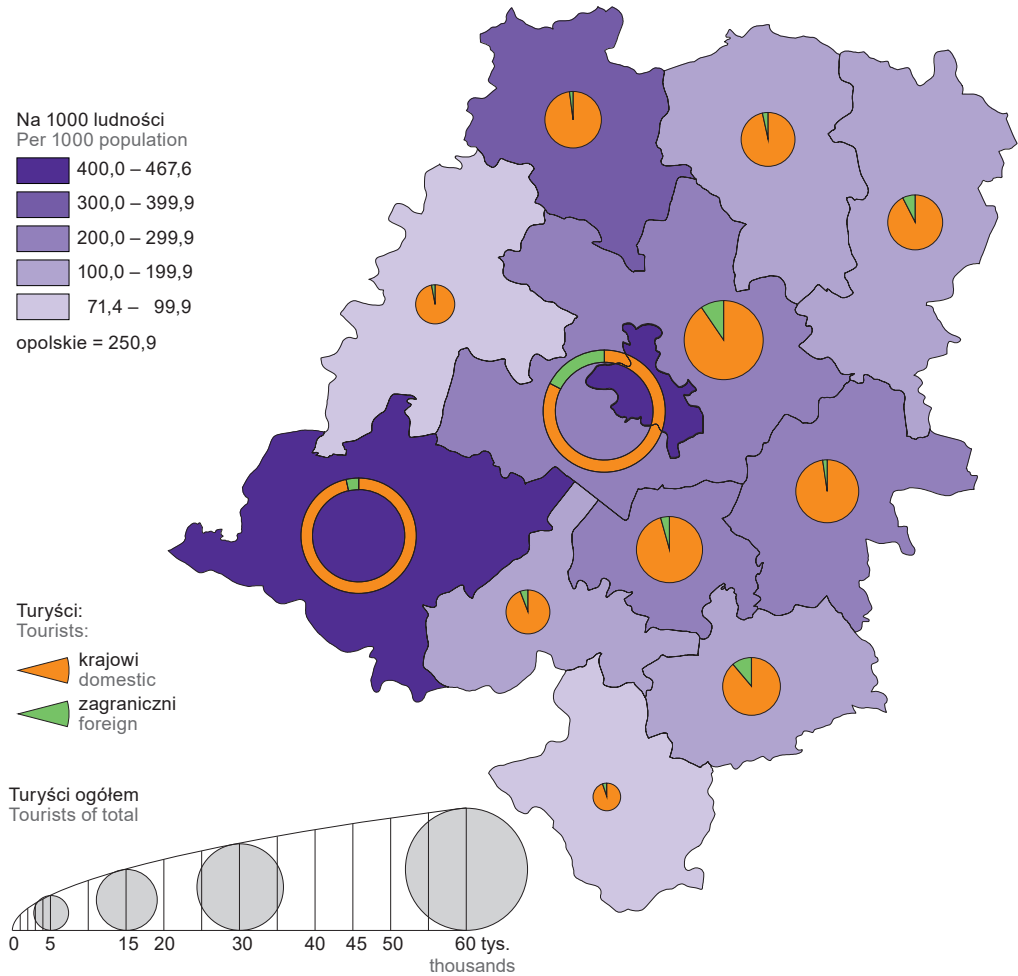 Na 1000 ludności
Per 1000 population
400,0 – 467,6
300,0 – 399,9
200,0 – 299,9
100,0 – 199,9
71,4 – 99,9
opolskie = 250,9
Turyści:
Tourists:
krajowi
domestic
zagraniczni
foreign
Turyści ogółem
Tourists of total
0 5 15 20 30 40 45 50 60 tys.
thousands